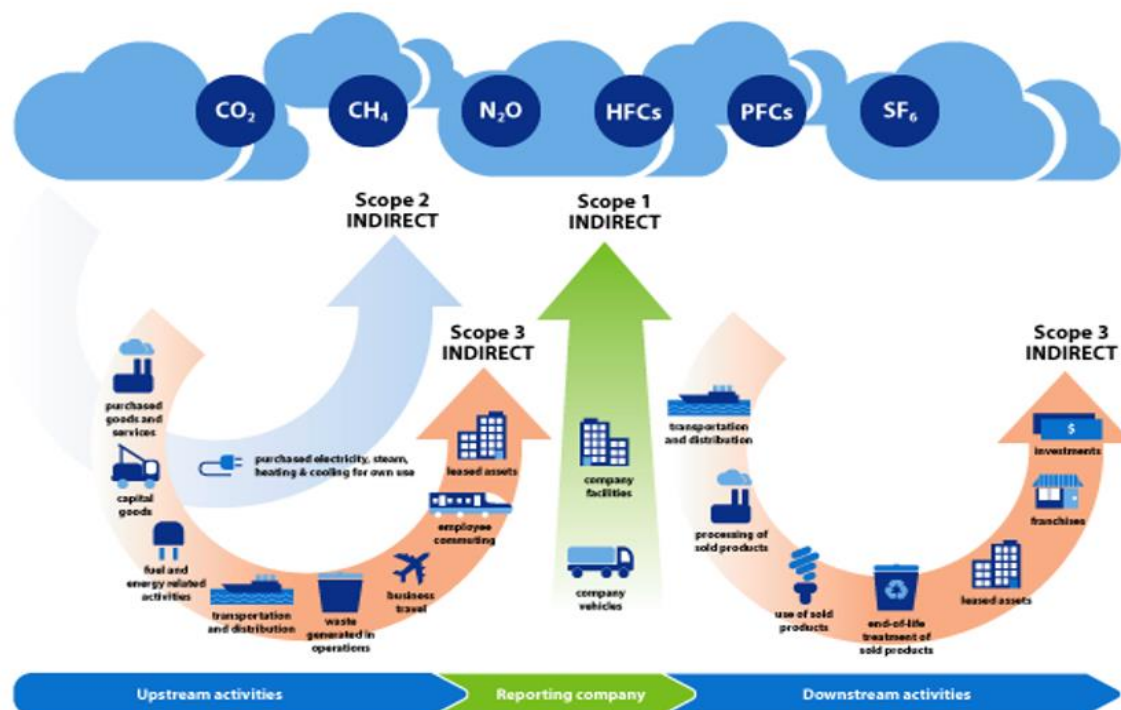 CO₂
CH₄
N₂O
HFCs
PFCs
SF₆
Scope 2
INDIRECT
Scope 1
INDIRECT
Scope 3
INDIRECT
Scope 3
INDIRECT
purchased
goods and
services
capital
goods
fuel and
energy related
activities
purchased electricity, steam,
heating & cooling for own use
transportation
and distribution
waste
generated in
operations
business
travel
employee
commuting
leased assets
company
facilities
company
vehicles
transportation
and distribution
processing of
sold products
use of sold
products
end-of-life
treatment of
sold products
leased assets
franchises
$
investments
Upstream activities
Reporting company
Downstream activities